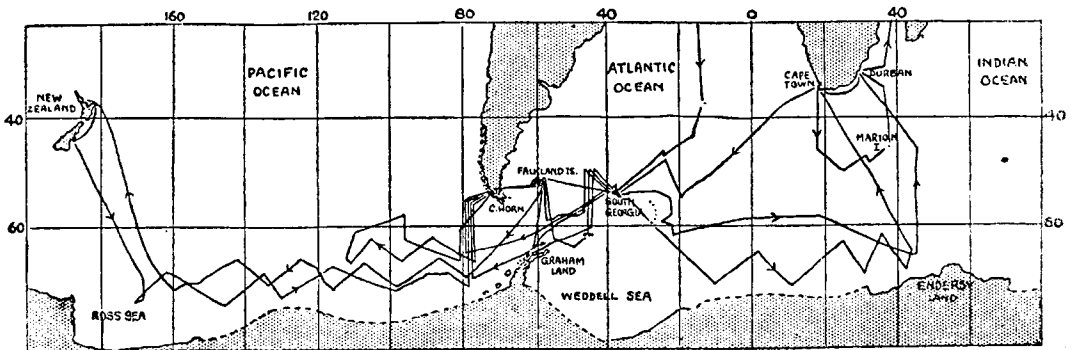 160 120 80 40 0 40
PACIFIC
OCEAN
ATLANTIC
OCEAN
INDIAN
OCEAN
NEW
ZEALAND
CAPE
TOWN
DURBAN
40
40
MARION
I.
FALKLAND IS.
C. HORN
SOUTH
GEORGIA
60
60
GRAHAM
LAND
WEDDELL SEA
ROSS SEA
ENDERBY
LAND